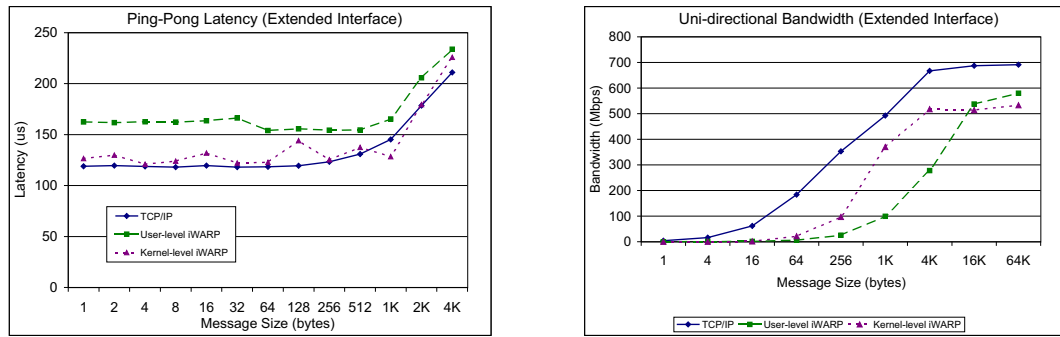 Ping-Pong Latency (Extended Interface)
250
200
150
100
50
0
Latency (us)
TCP/IP
User-level iWARP
Kernel-level iWARP
1 2 4 8 16 32 64 128 256 512 1K 2K 4K
Message Size (bytes)
Uni-directional Bandwidth (Extended Interface)
800
700
600
500
400
300
200
100
0
Bandwidth (Mbps)
1 4 16 64 256 1K 4K 16K 64K
Message Size (bytes)
TCP/IP User-level iWARP Kernel-level iWARP